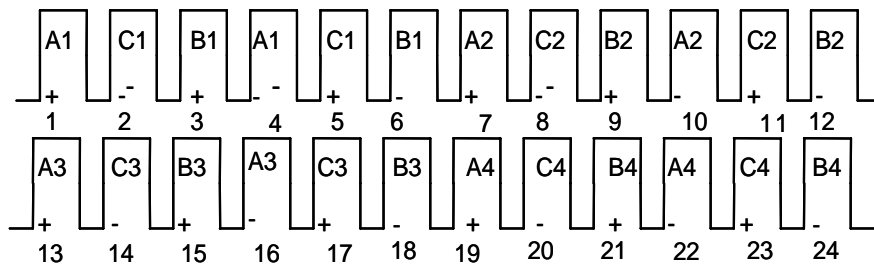 A1 C1 B1 A1 C1 B1 A2 C2 B2 A2 C2 B2
+ -- + -- + - + -- + - + -
1 2 3 4 5 6 7 8 9 10 11 12
A3 C3 B3 A3 C3 B3 A4 C4 B4 A4 C4 B4
+ - + - + - + - + - + -
13 14 15 16 17 18 19 20 21 22 23 24